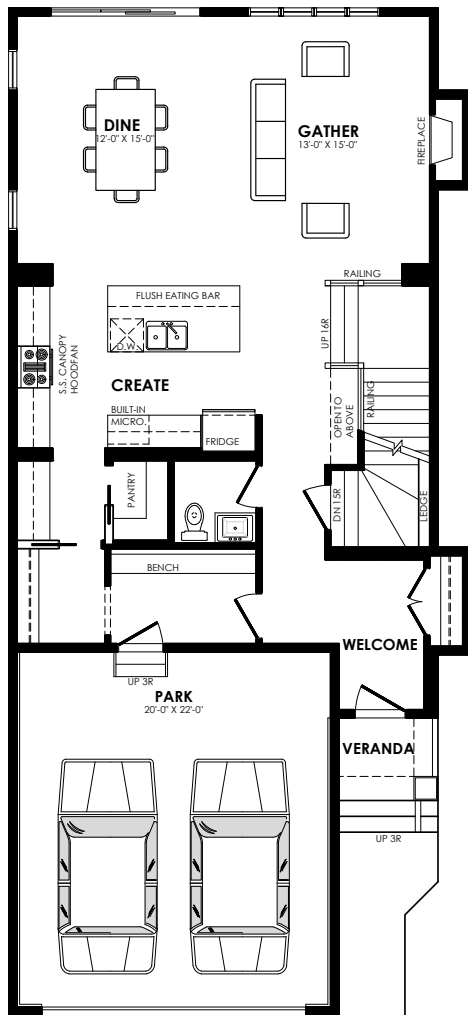 DINE
12'-0" X 15'-0"
GATHER
13'-0" X 15'-0"
FIREPLACE
RAILING
FLUSH EATING BAR
D.W.
UP 16R
S.S. CANOPY
HOODFAN
CREATE
OPEN TO
ABOVE
RAILING
BUILT-IN
MICRO.
FRIDGE
PANTRY
DN 15R
LEDGE
BENCH
WELCOME
UP 3R
PARK
20'-0" X 22'-0"
VERANDA
UP 3R